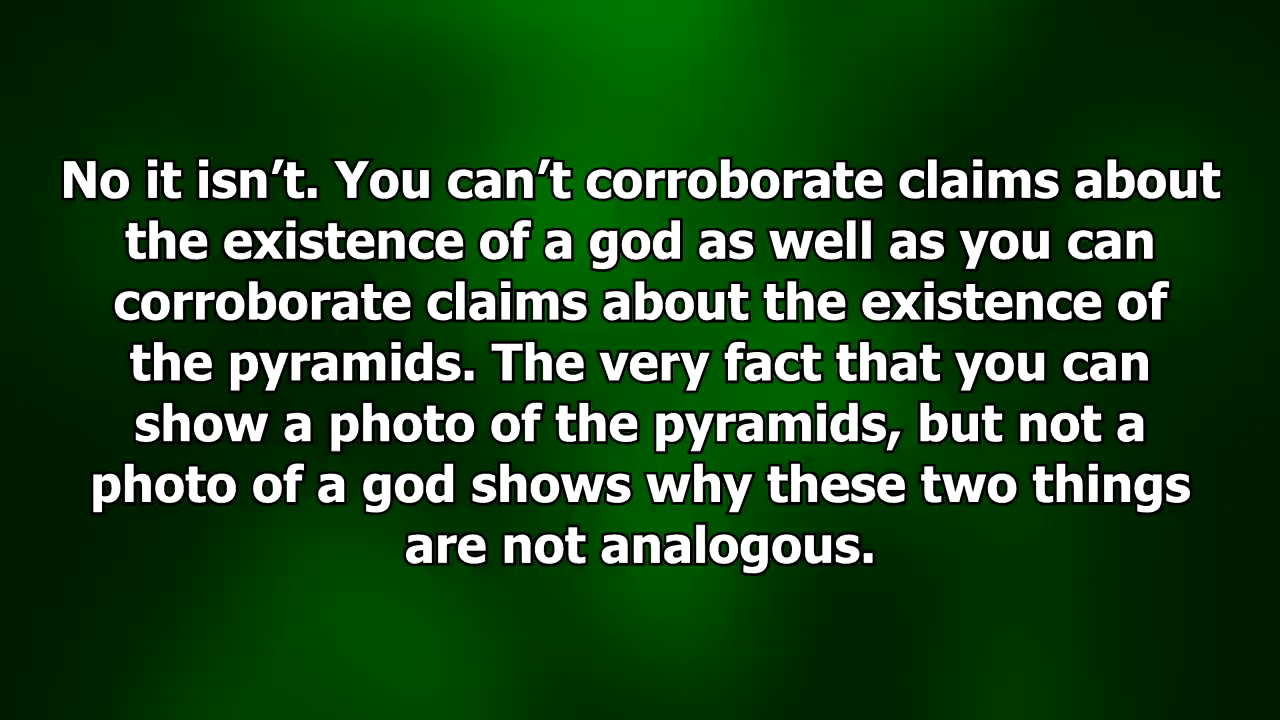 No it isn’t. You can’t corroborate claims about
the existence of a god as well as you can
corroborate claims about the existence of
the pyramids. The very fact that you can
show a photo of the pyramids, but not a
photo of a god shows why these two things
are not analogous.